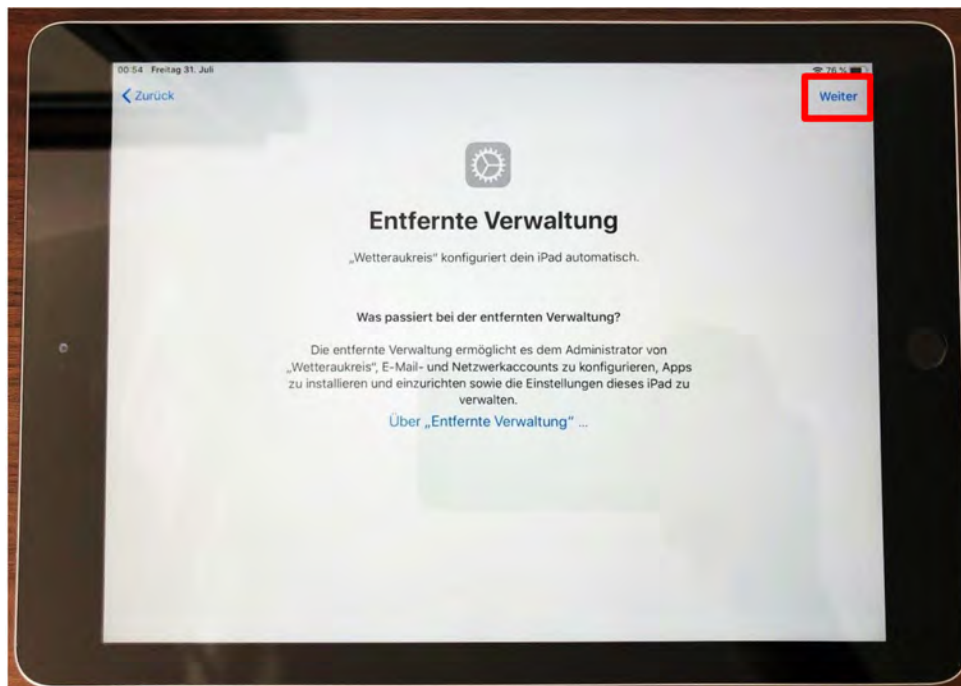 00:54 Freitag 31. Juli
76 %
Zurück
Weiter
Entfernte Verwaltung
„Wetteraukreis“ konfiguriert dein iPad automatisch.
Was passiert bei der entfernten Verwaltung?
Die entfernte Verwaltung ermöglicht es dem Administrator von
„Wetteraukreis“, E-Mail- und Netzwerkaccounts zu konfigurieren, Apps
zu installieren und einzurichten sowie die Einstellungen dieses iPad zu
verwalten.
Über „Entfernte Verwaltung“ ...